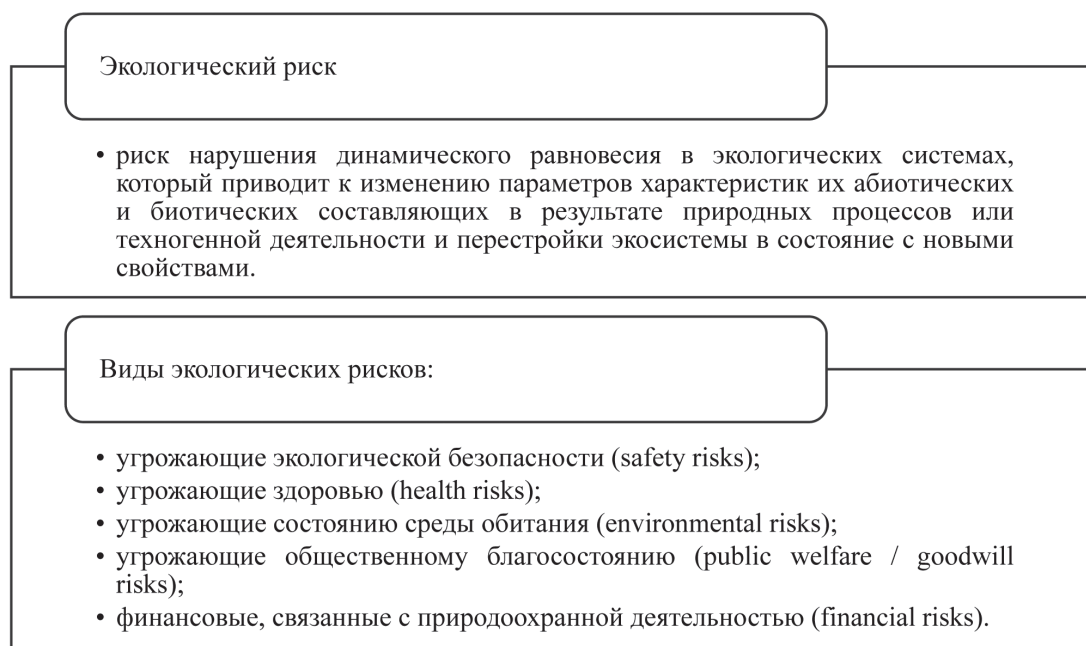 Экологический риск
• риск нарушения динамического равновесия в экологических системах,
который приводит к изменению параметров характеристик их абиотических
и биотических составляющих в результате природных процессов или
техногенной деятельности и перестройки экосистемы в состояние с новыми
свойствами.
Виды экологических рисков:
• угрожающие экологической безопасности (safety risks);
• угрожающие здоровью (health risks);
• угрожающие состоянию среды обитания (environmental risks);
• угрожающие общественному благосостоянию (public welfare / goodwill
risks);
• финансовые, связанные с природоохранной деятельностью (financial risks).